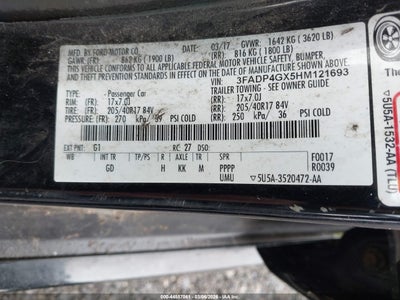 MFD. BY FORD MOTOR CO.
03/17 GVWR: 1642 KG ( 3620 LB)
GAWR (FR): 862 KG ( 1900 LB) (RR): 816 KG ( 1800 LB)
THIS VEHICLE CONFORMS TO ALL APPLICABLE FEDERAL MOTOR VEHICLE SAFETY, BUMPER,
AND THEFT PREVENTION STANDARDS IN EFFECT ON THE DATE OF MANUFACTURE SHOWN ABOVE.
VIN: 3FADP4GX5HM121693
TYPE: - Passenger Car TRAILER TOWING - SEE OWNER GUIDE
RIM: (FR): 17x7.0J (RR): 17x7.0J
TIRE: (FR): 205/40R17 84V (RR): 205/40R17 84V
PRESSURE: (FR): 270 kPa/ 39 PSI COLD (RR): 250 kPa/ 36 PSI COLD
EXT PNT: G1 RC: 27 DSO:
WB INT TR TP/PS R AXLE TR SPR F0017
GD H KK M PPPP R0039
UMU 5U5A-3520472-AA
5U5A-1532-AA (TLU)
IAAI